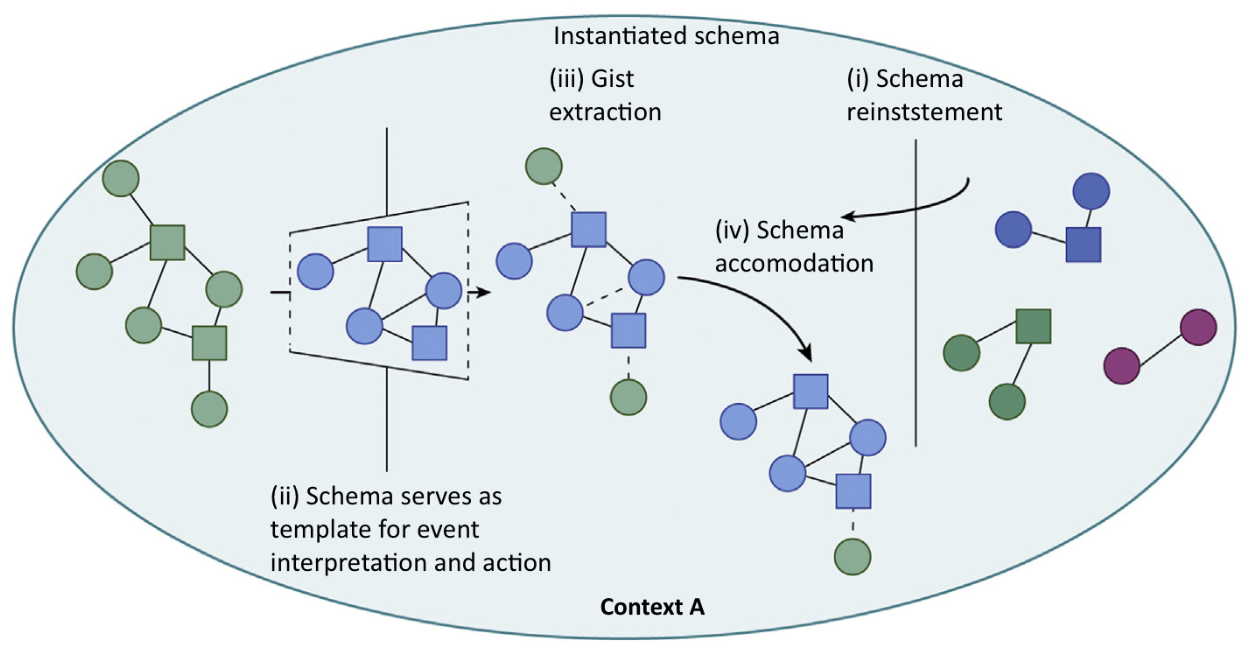 Instantiated schema
(iii) Gist
extraction
(i) Schema
reinststement
(iv) Schema
accomodation
(ii) Schema serves as
template for event
interpretation and action
Context A